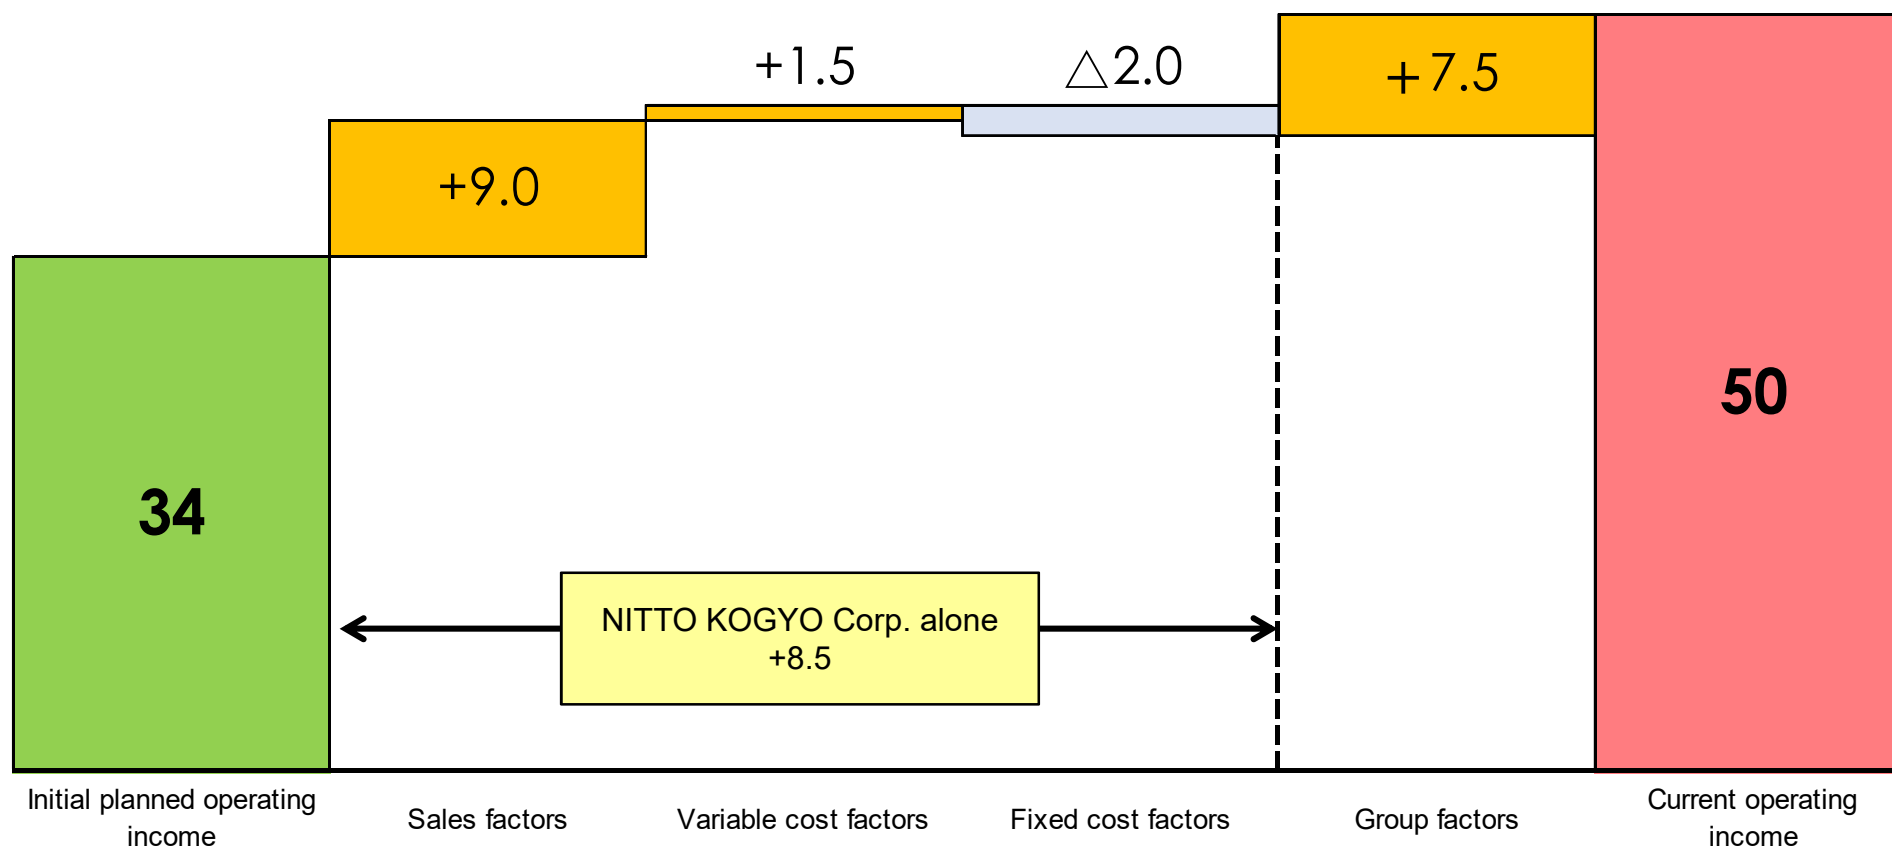 +1.5
△2.0
+7.5
+9.0
50
34
NITTO KOGYO Corp. alone
+8.5
Initial planned operating
income
Sales factors
Variable cost factors
Fixed cost factors
Group factors
Current operating
income